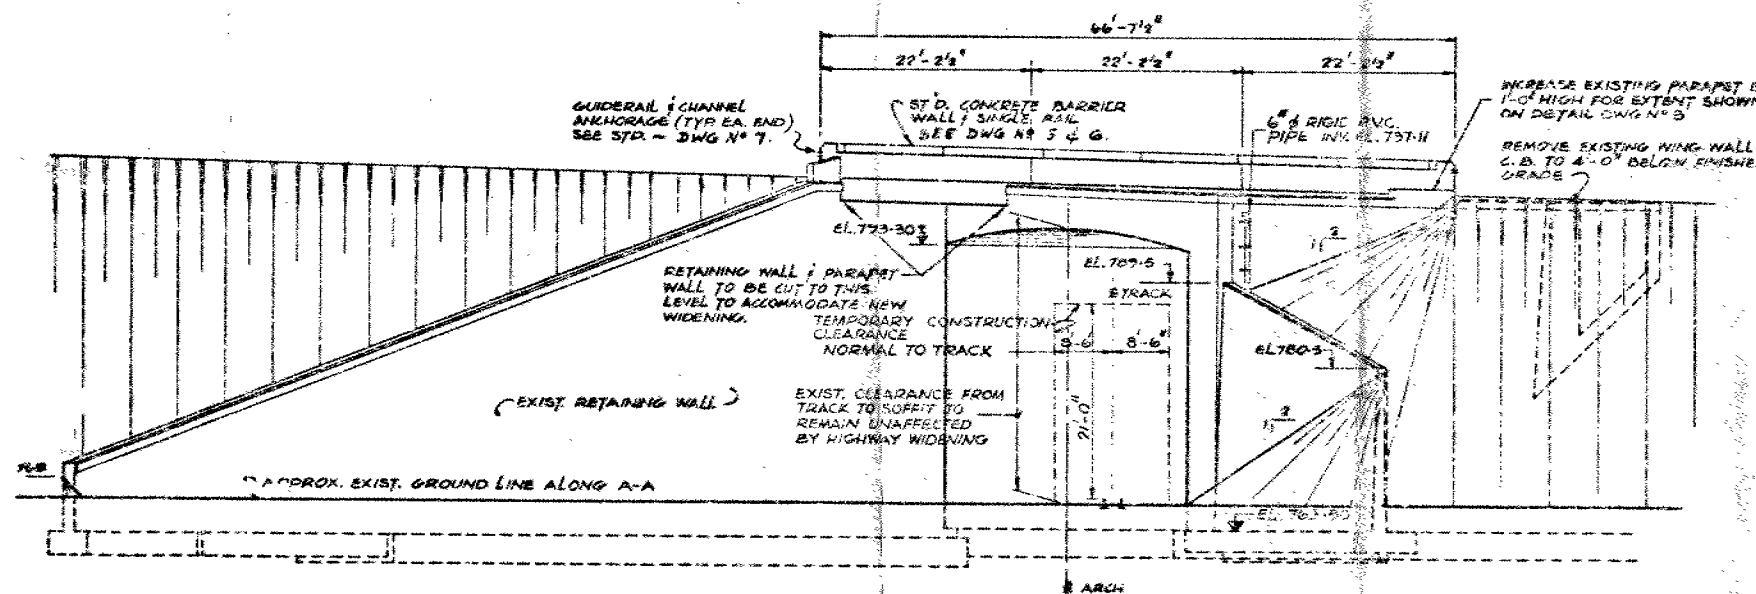 66'-7½"
22'-2½"
22'-2½"
22'-2½"
GUIDERAIL & CHANNEL
ANCHORAGE (TYP. EA. END)
SEE STD. ~ DWG Nº 7.
ST'D. CONCRETE BARRIER
WALL & SINGLE RAIL
SEE DWG Nº 5 & 6.
6"ϕ RIGID P.V.C.
PIPE INV. EL. 797.11
INCREASE EXISTING PARAPET
1'-0" HIGH FOR EXTENT SHOWN
ON DETAIL DWG Nº 3
REMOVE EXISTING WING WALL
C.B. TO 4'-0" BELOW FINISHE
GRADE
EL. 793.30±
RETAINING WALL & PARAPET
WALL TO BE CUT TO THIS
LEVEL TO ACCOMMODATE NEW
WIDENING.
EL. 789.5
℄ TRACK
TEMPORARY CONSTRUCTION
CLEARANCE
NORMAL TO TRACK
8'-6"
8'-6"
EL. 780.5
2
EXIST. RETAINING WALL
EXIST. CLEARANCE FROM
TRACK TO SOFFIT TO
REMAIN UNAFFECTED
BY HIGHWAY WIDENING
21'-0"
2
APPROX. EXIST. GROUND LINE ALONG A-A
ARCH